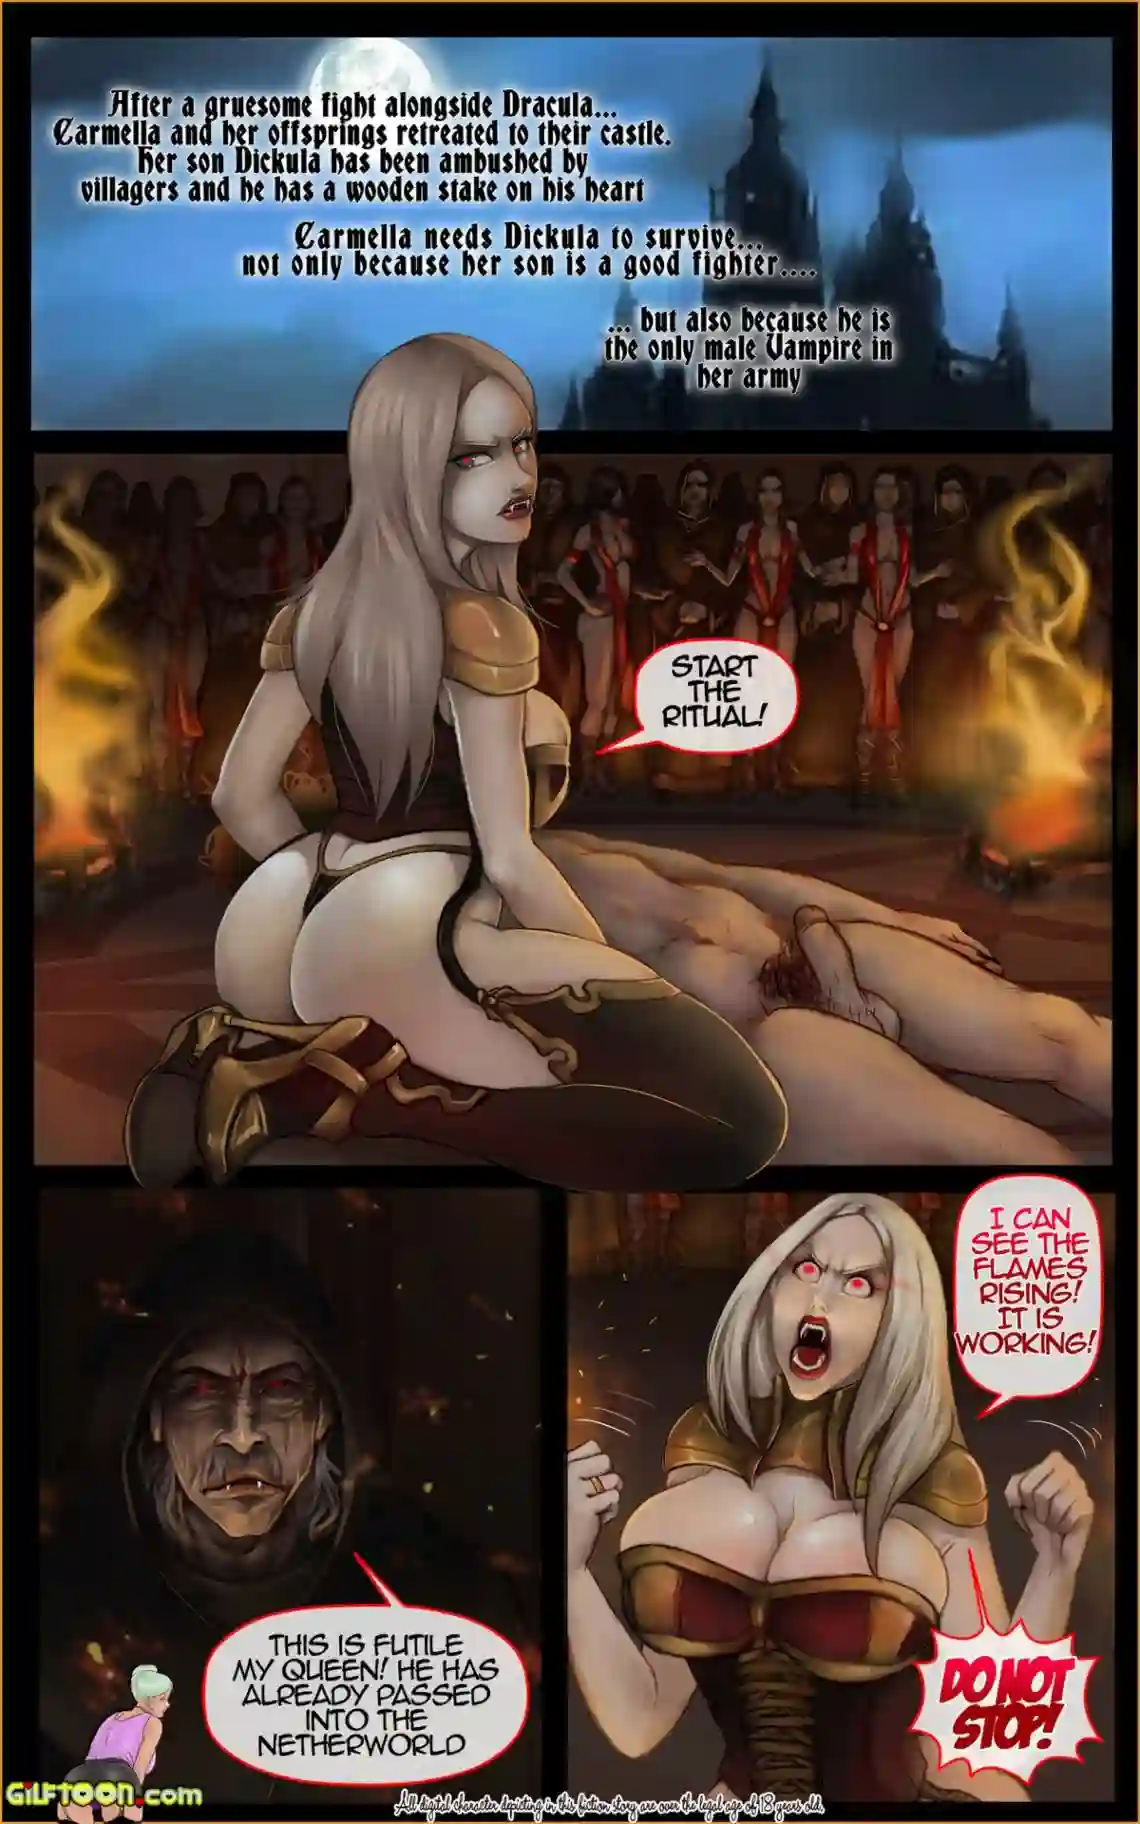 After a gruesome fight alongside Dracula...
Carmella and her offsprings retreated to their castle.
Her son Dickula has been ambushed by
villagers and he has a wooden stake on his heart
Carmella needs Dickula to survive...
not only because her son is a good fighter....
... but also because he is
the only male Vampire in
her army
START
THE
RITUAL!
THIS IS FUTILE
MY QUEEN! HE HAS
ALREADY PASSED
INTO THE
NETHERWORLD
I CAN
SEE THE
FLAMES
RISING!
IT IS
WORKING!
DO NOT
STOP!
GILFTOON.com
All digital character depicting in this fiction story are over the legal age of 18 years old.